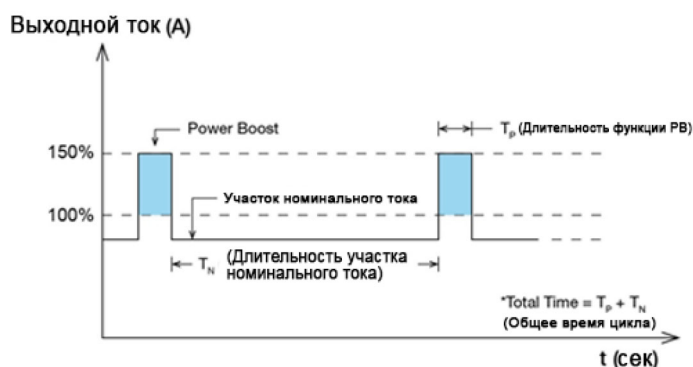 Выходной ток (A)
Power Boost
T_P (Длительность функции PB)
150%
Участок номинального тока
100%
T_N (Длительность участка
номинального тока)
*Total Time = T_P + T_N
(Общее время цикла)
t (сек)